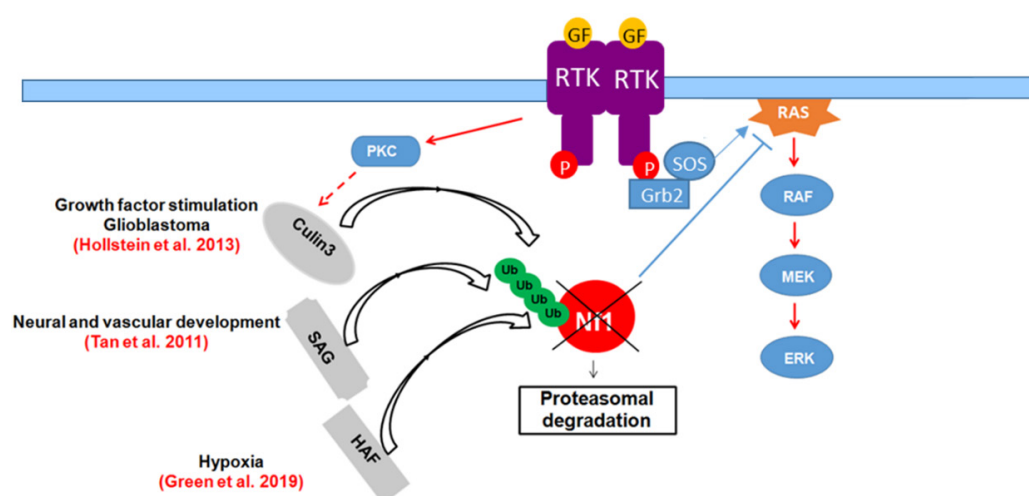 GF GF
RTK RTK
RAS
PKC
P P
SOS
Grb2
RAF
Growth factor stimulation
Glioblastoma
(Hollstein et al. 2013)
Culin3
MEK
Ub
Ub
Ub
Ub
Nf1
Neural and vascular development
(Tan et al. 2011)
SAG
ERK
Proteasomal
degradation
HAF
Hypoxia
(Green et al. 2019)